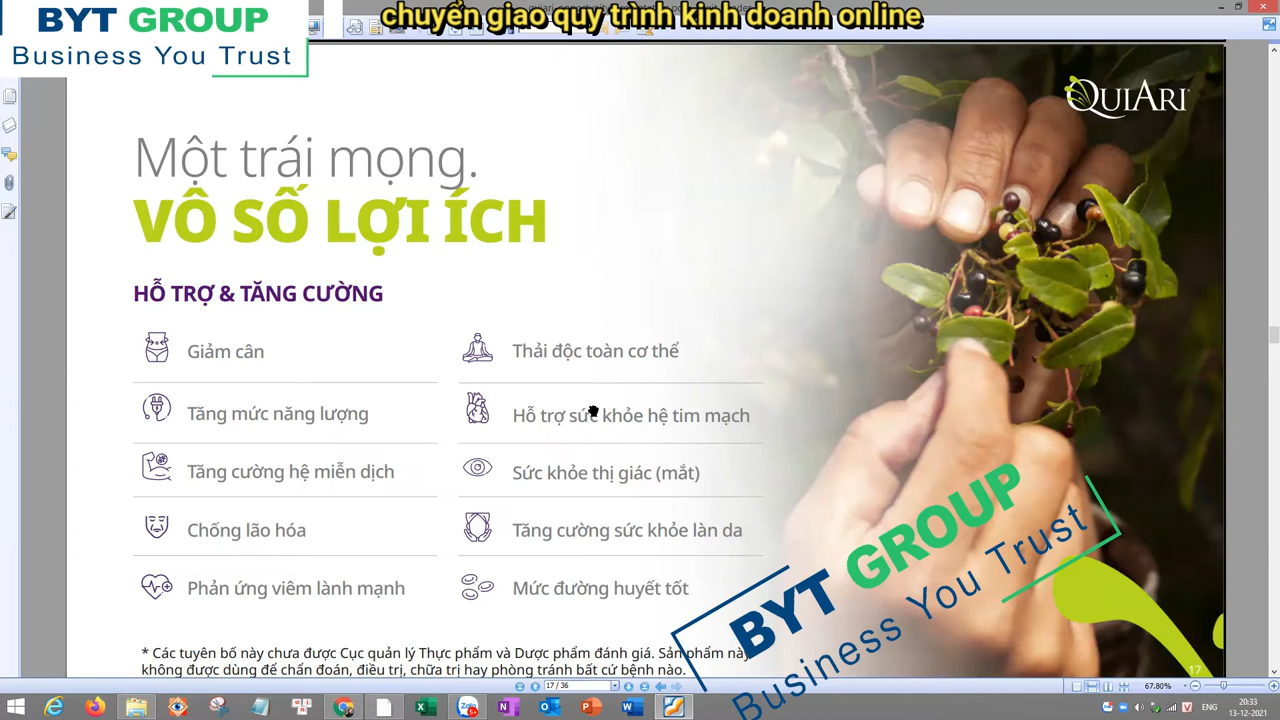 BYT GROUP
Business You Trust
chuyển giao quy trình kinh doanh online
QUIARI
Một trái mọng.
VÔ SỐ LỢI ÍCH
HỖ TRỢ & TĂNG CƯỜNG
Giảm cân
Thải độc toàn cơ thể
Tăng mức năng lượng
Hỗ trợ sức khỏe hệ tim mạch
Tăng cường hệ miễn dịch
Sức khỏe thị giác (mắt)
Chống lão hóa
Tăng cường sức khỏe làn da
Phản ứng viêm lành mạnh
Mức đường huyết tốt
* Các tuyên bố này chưa được Cục quản lý Thực phẩm và Dược phẩm đánh giá. Sản phẩm này
không được dùng để chẩn đoán, điều trị, chữa trị hay phòng tránh bất cứ bệnh nào.
BYT GROUP
Business You Trust
17
17 / 36
67.80%
Zalo
5+
VNG
20:33
13-12-2021